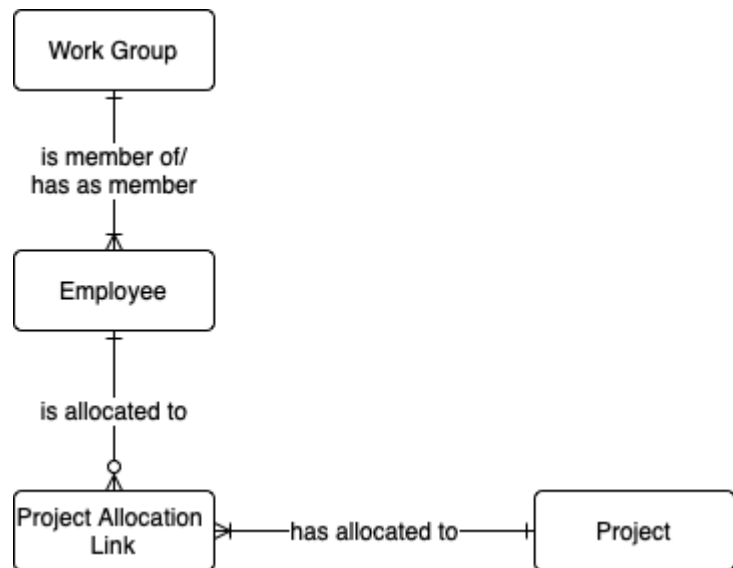 Work Group
is member of/
has as member
Employee
is allocated to
Project Allocation
Link
has allocated to
Project